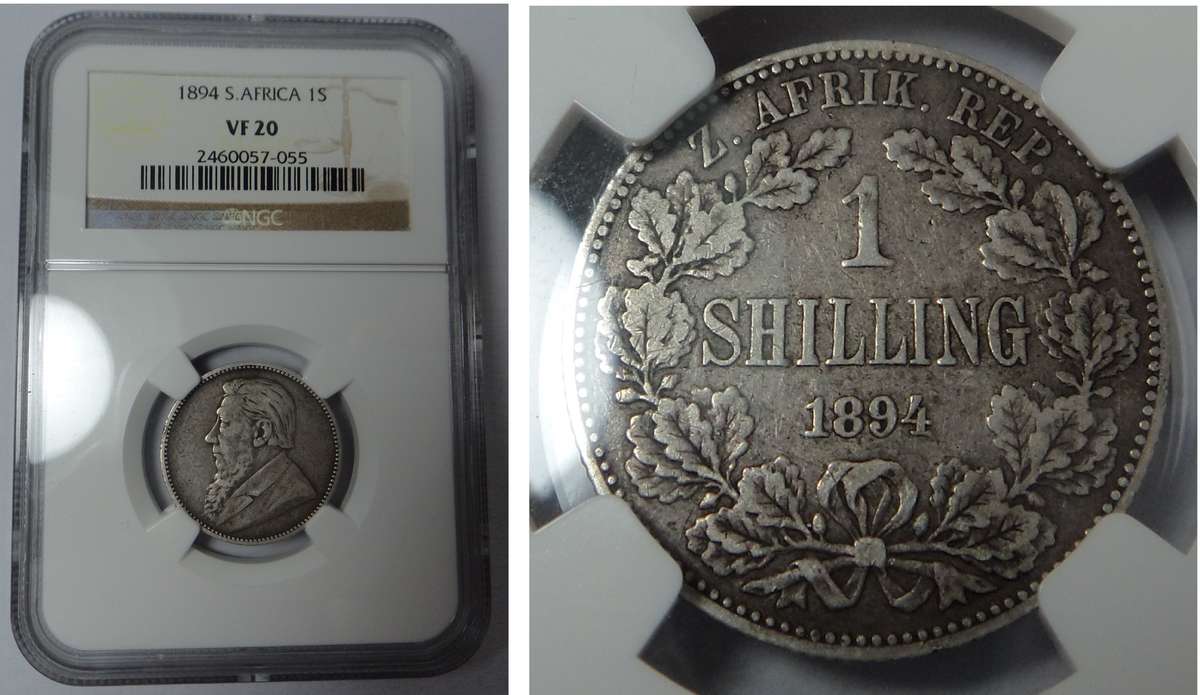 1894 S.AFRICA 1S
VF 20
2460057-055
NGC
Z. AFRIK. REP.
1
SHILLING
1894